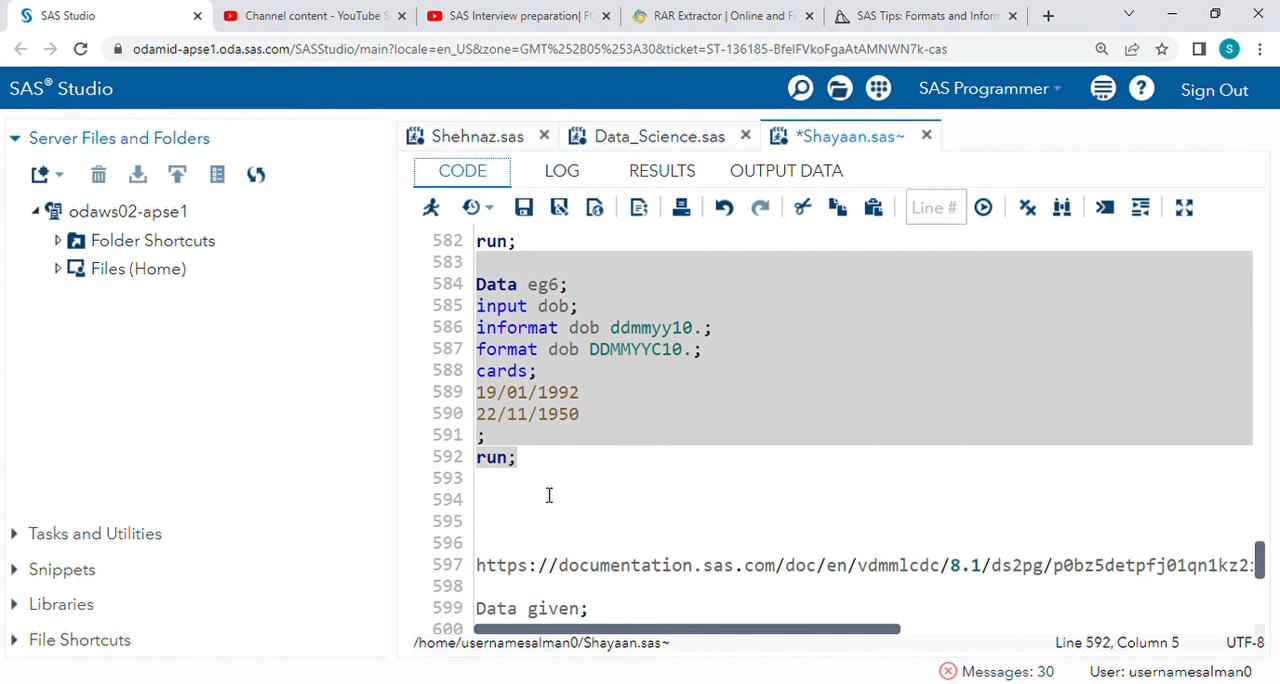 SAS Studio
Channel content - YouTube S
SAS Interview preparation| FO
RAR Extractor | Online and Fr
SAS Tips: Formats and Inform
odamid-apse1.oda.sas.com/SASStudio/main?locale=en_US&zone=GMT%252B05%253A30&ticket=ST-136185-BfelFVkoFgaAtAMNWN7k-cas
S
SAS® Studio
SAS Programmer
Sign Out
Server Files and Folders
odaws02-apse1
Folder Shortcuts
Files (Home)
Tasks and Utilities
Snippets
Libraries
File Shortcuts
Shehnaz.sas
Data_Science.sas
*Shayaan.sas~
CODE
LOG
RESULTS
OUTPUT DATA
Line #
582 run;
583
584 Data eg6;
585 input dob;
586 informat dob ddmmyy10.;
587 format dob DDMMYYC10.;
588 cards;
589 19/01/1992
590 22/11/1950
591 ;
592 run;
593
594
595
596
597 https://documentation.sas.com/doc/en/vdmmlcdc/8.1/ds2pg/p0bz5detpfj01qn1kz2:
598
599 Data given;
600
/home/usernamesalman0/Shayaan.sas~
Line 592, Column 5
UTF-8
Messages: 30
User: usernamesalman0